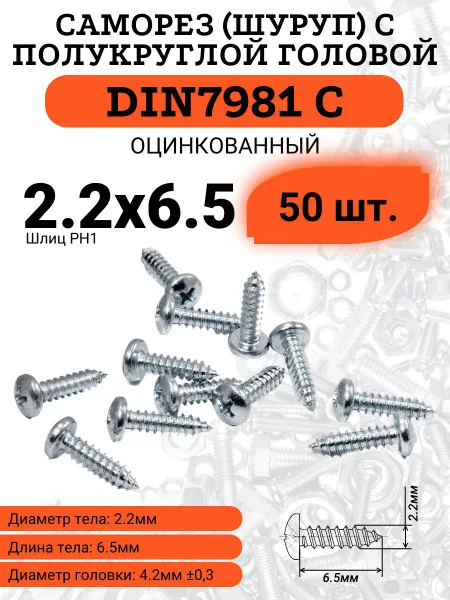 САМОРЕЗ (ШУРУП) С
ПОЛУКРУГЛОЙ ГОЛОВОЙ
DIN7981 C
ОЦИНКОВАННЫЙ
2.2x6.5
50 шт.
Шлиц PH1
Диаметр тела: 2.2мм
Длина тела: 6.5мм
Диаметр головки: 4.2мм ±0,3
2.2мм
6.5мм